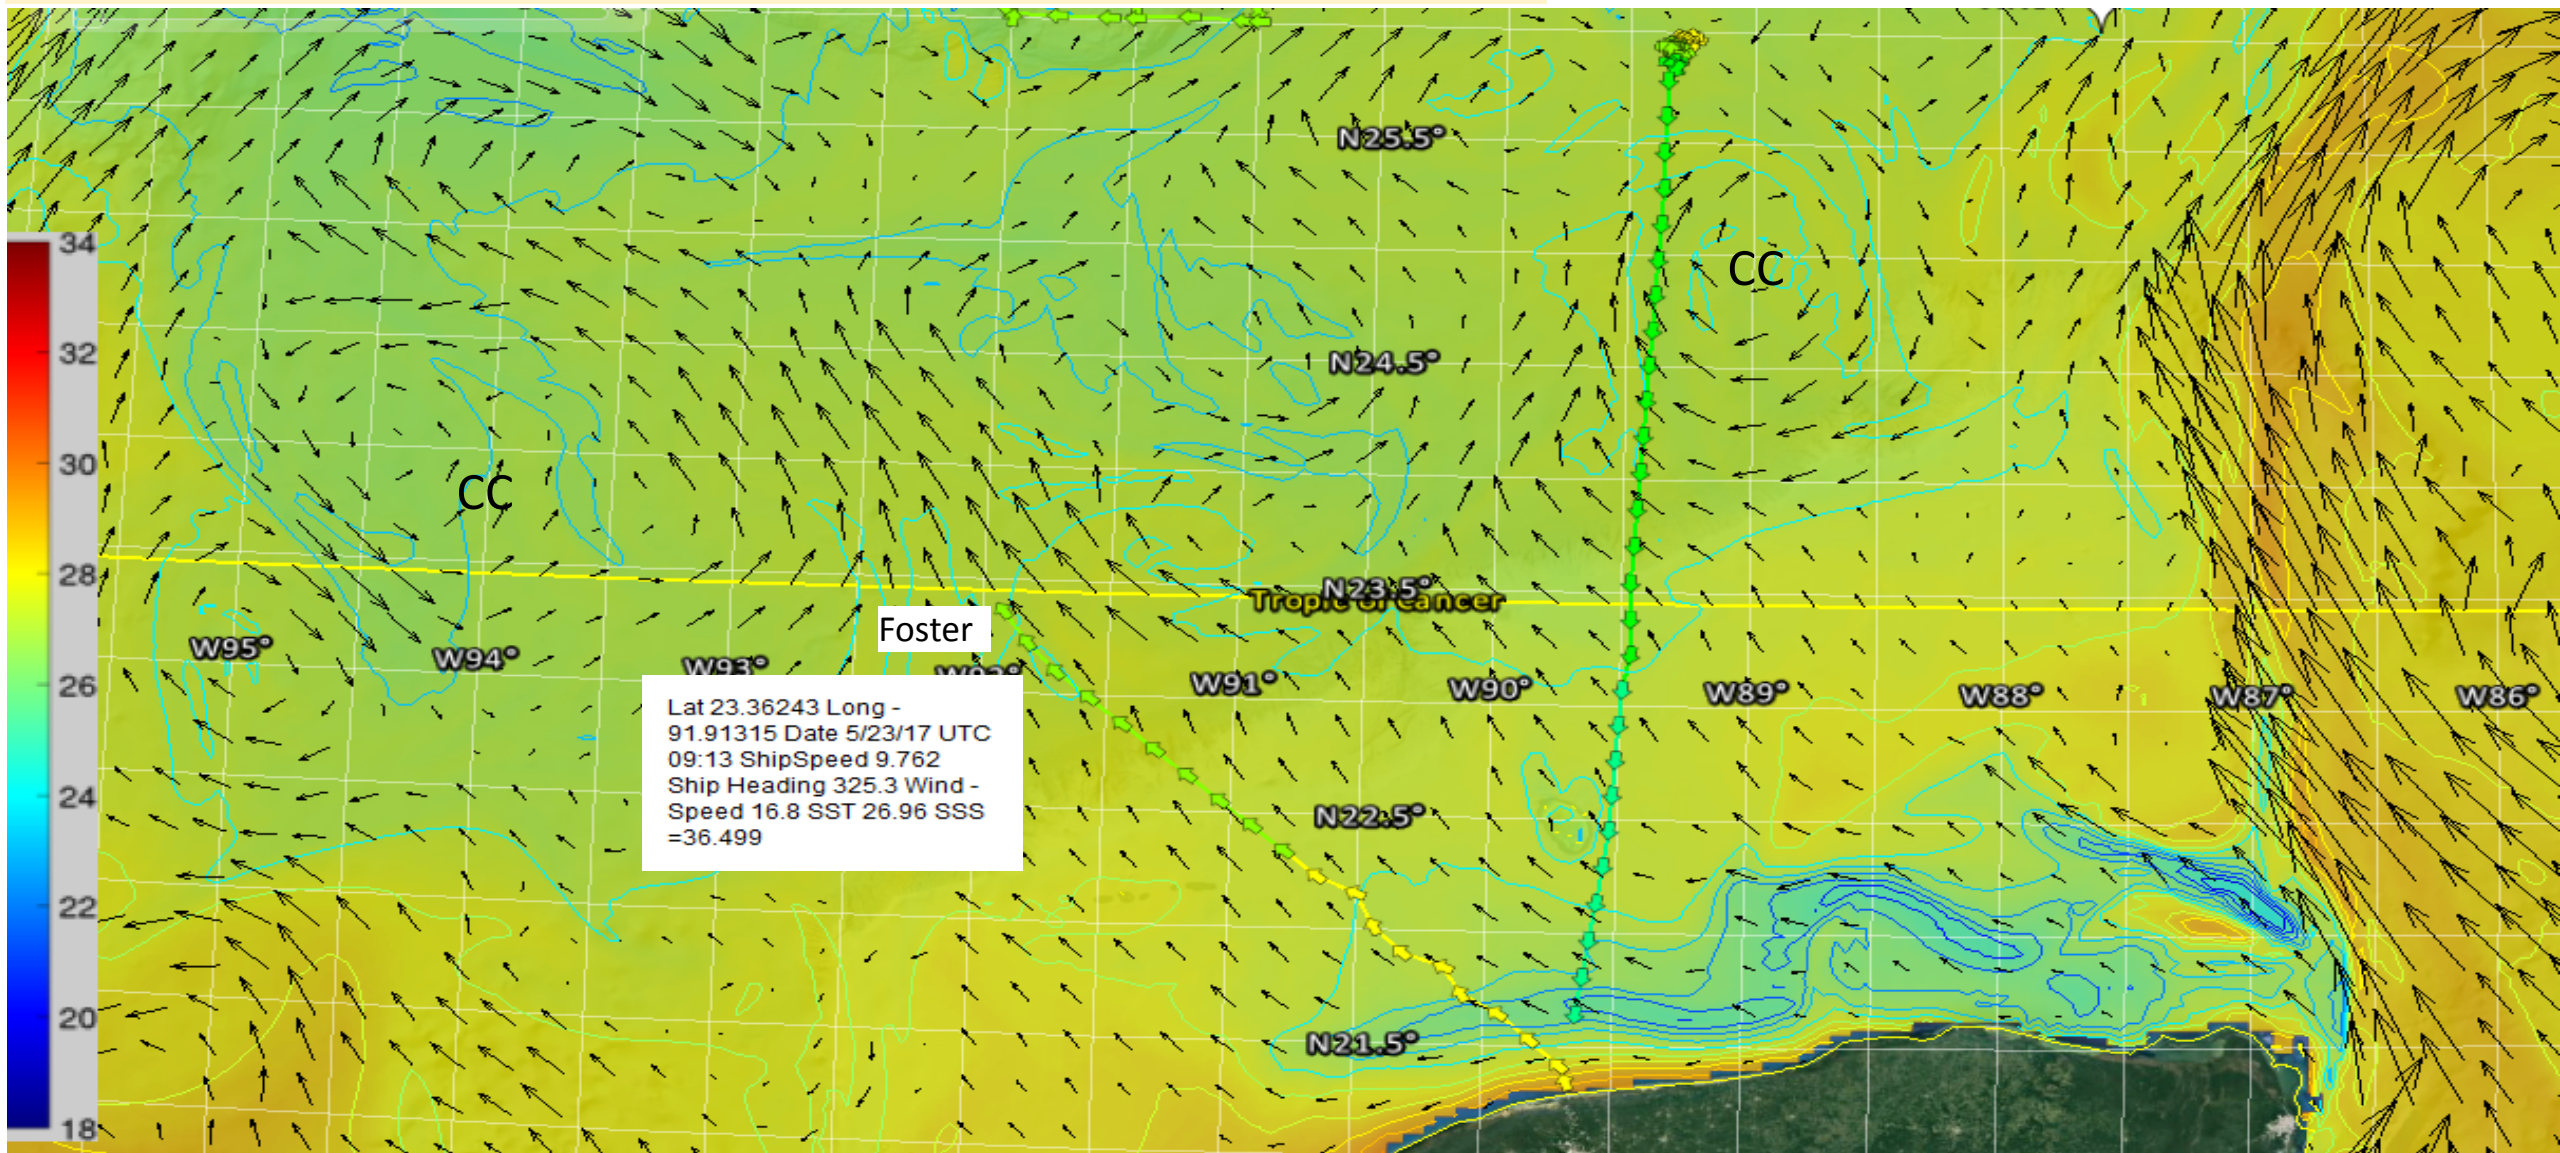 N25.5°
34
CC
32
N24.5°
30
CC
28
N23.5°
Tropic of Cancer
Foster
W95°
W94°
W93°
W92°
W91°
W90°
W89°
W88°
W87°
W86°
26
Lat 23.36243 Long -
91.91315 Date 5/23/17 UTC
09:13 ShipSpeed 9.762
Ship Heading 325.3 Wind -
Speed 16.8 SST 26.96 SSS
=36.499
24
N22.5°
22
20
N21.5°
18